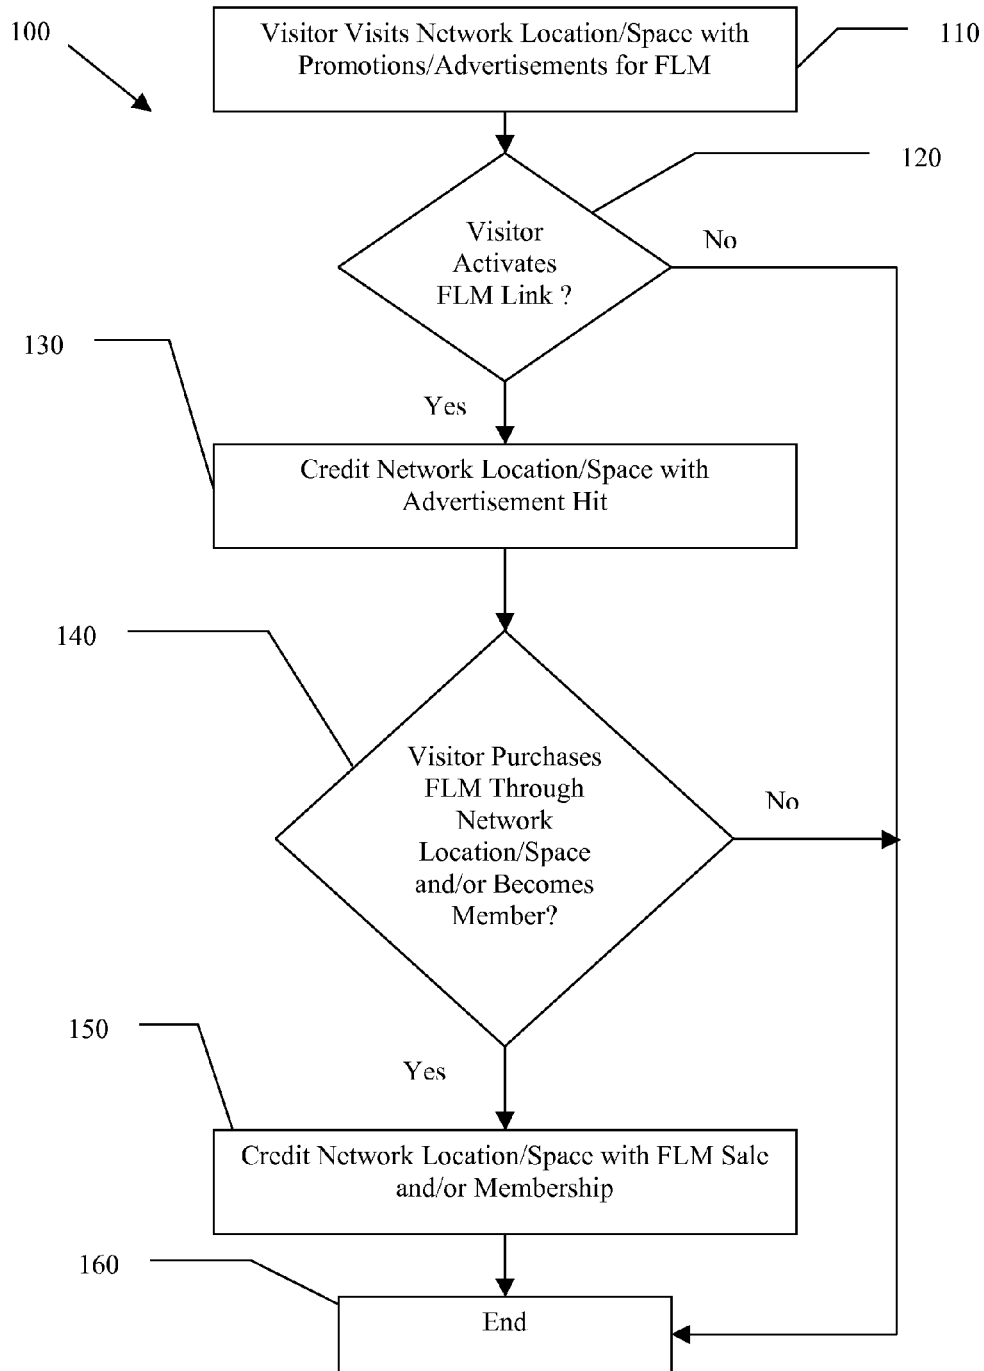 100
Visitor Visits Network Location/Space with
Promotions/Advertisements for FLM
110
120
Visitor
Activates
FLM Link ?
No
130
Yes
Credit Network Location/Space with
Advertisement Hit
140
Visitor Purchases
FLM Through
Network
Location/Space
and/or Becomes
Member?
No
150
Yes
Credit Network Location/Space with FLM Sale
and/or Membership
160
End